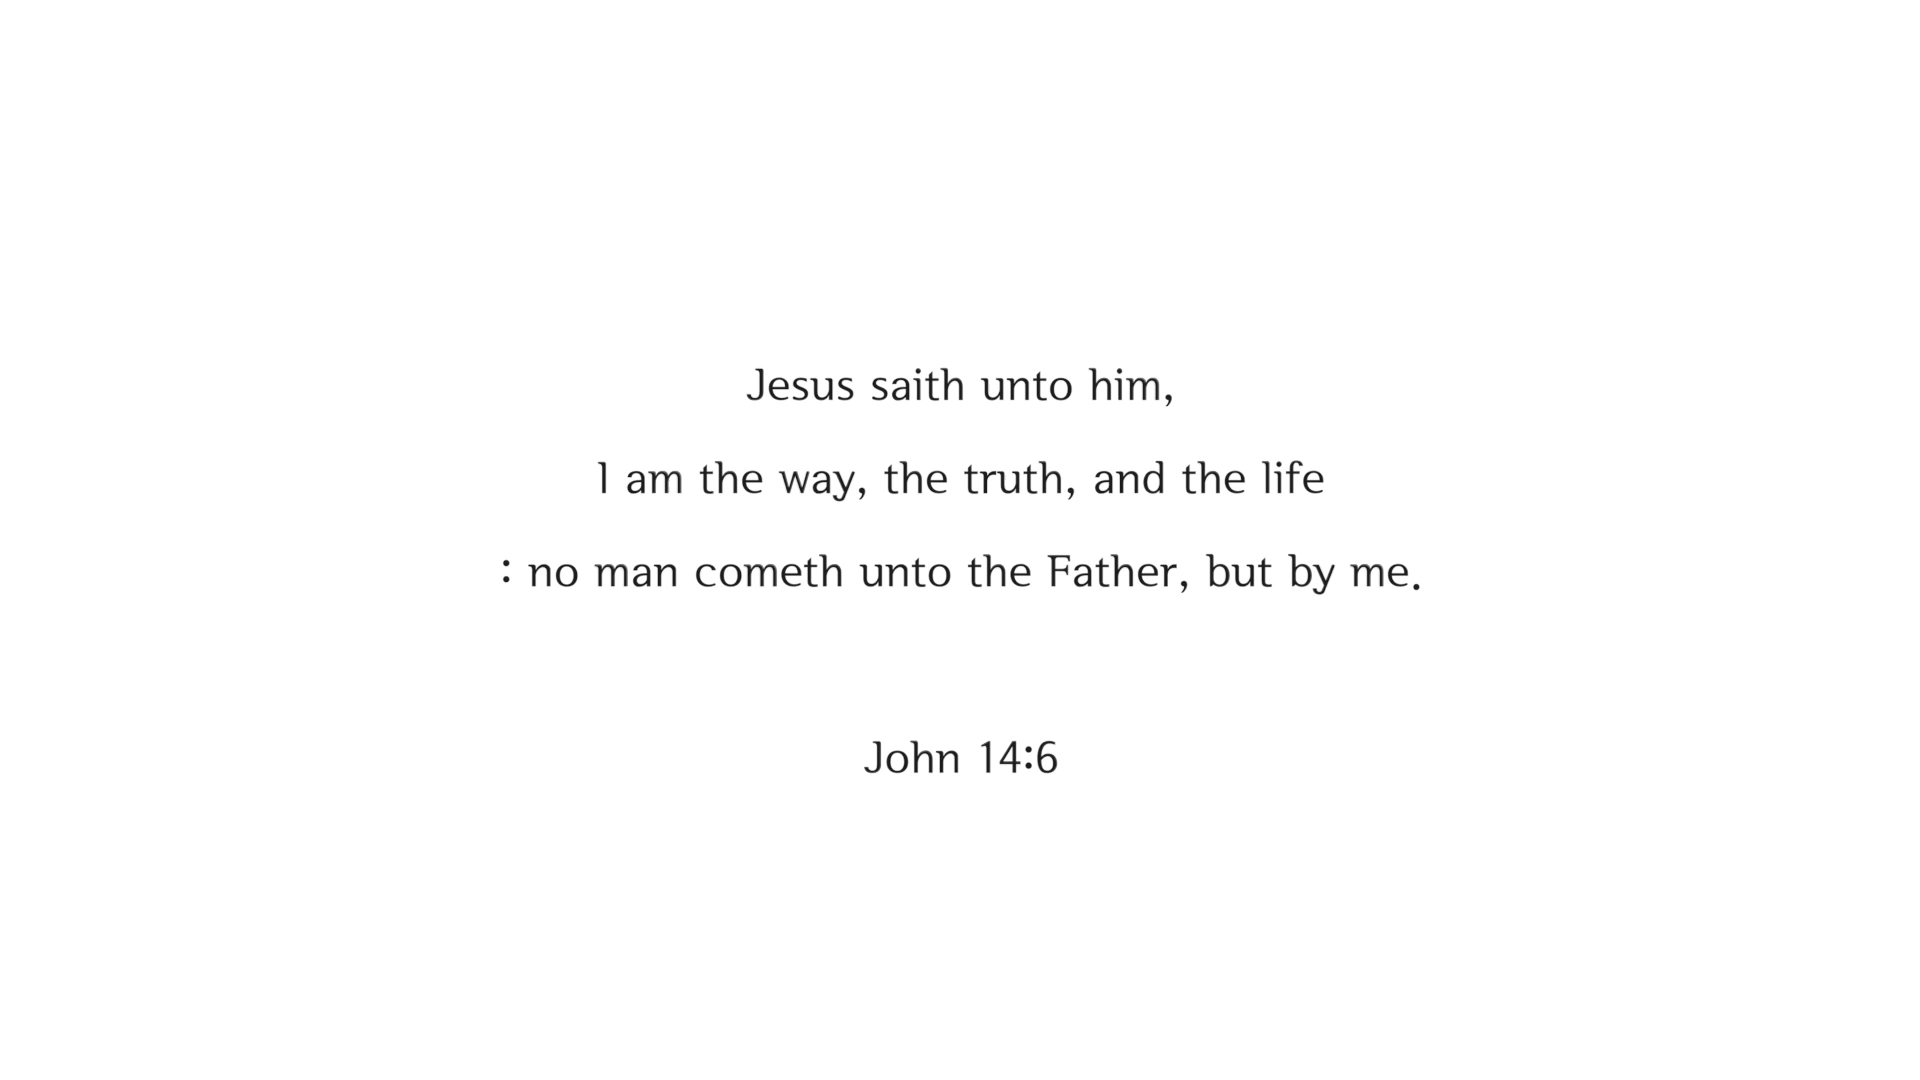 Jesus saith unto him,
I am the way, the truth, and the life
: no man cometh unto the Father, but by me.
John 14:6